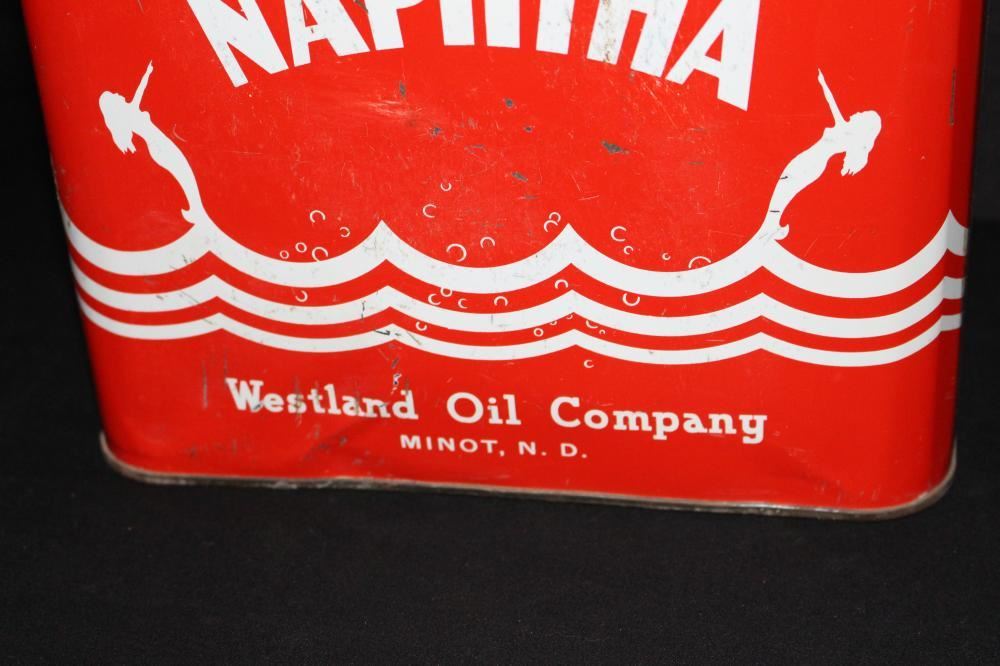 NAPHTHA
Westland Oil Company
MINOT, N. D.